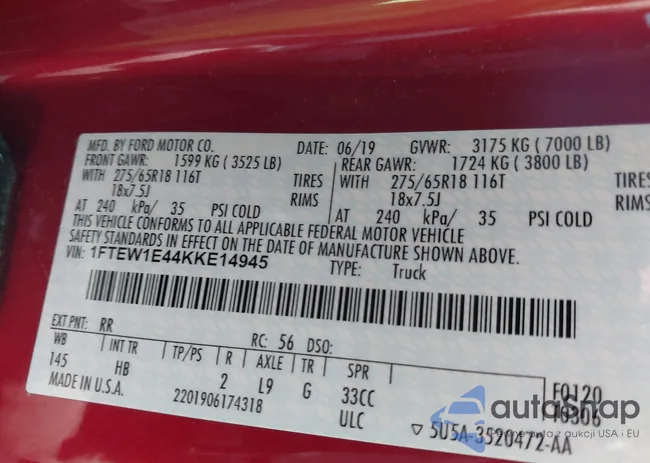 MFD. BY FORD MOTOR CO. DATE: 06/19 GVWR: 3175 KG ( 7000 LB)
FRONT GAWR: 1599 KG ( 3525 LB) REAR GAWR: 1724 KG ( 3800 LB)
WITH 275/65R18 116T TIRES WITH 275/65R18 116T TIRES
18x7.5J RIMS 18x7.5J RIMS
AT 240 kPa/ 35 PSI COLD AT 240 kPa/ 35 PSI COLD
THIS VEHICLE CONFORMS TO ALL APPLICABLE FEDERAL MOTOR VEHICLE
SAFETY STANDARDS IN EFFECT ON THE DATE OF MANUFACTURE SHOWN ABOVE.
VIN: 1FTEW1E44KKE14945 TYPE: Truck
EXT PNT: RR RC: 56 DSO:
WB INT TR TP/PS R AXLE TR SPR
145 HB 2 L9 G 33CC F0120
MADE IN U.S.A. 2201906174318 ULC T0306
▽ 5U5A-3520472-AA
autoSnap
aukcji USA i EU